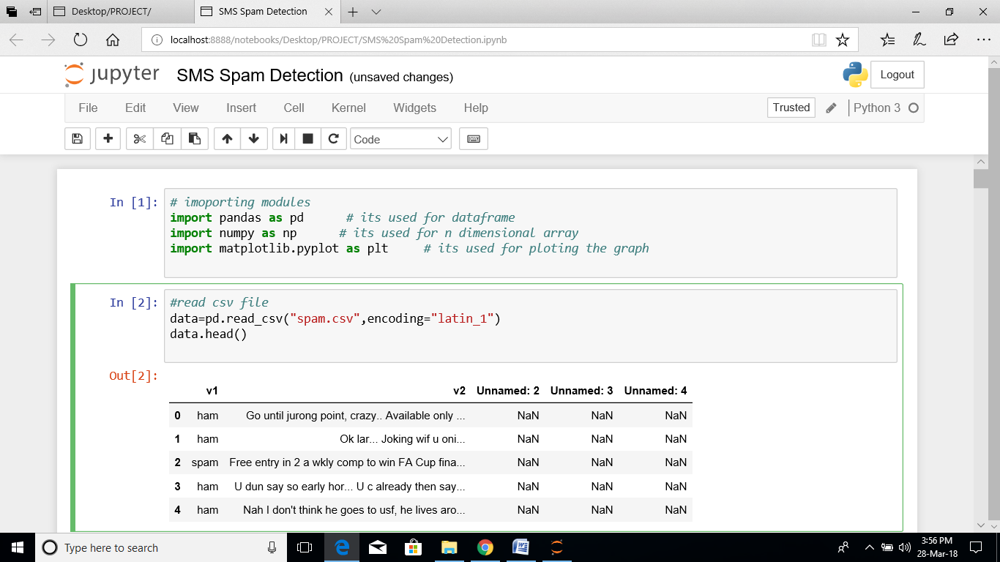 Desktop/PROJECT/
SMS Spam Detection
localhost:8888/notebooks/Desktop/PROJECT/SMS%20Spam%20Detection.ipynb
jupyter SMS Spam Detection (unsaved changes)
Logout
File Edit View Insert Cell Kernel Widgets Help
Trusted
Python 3
Code
In [1]: # imoporting modules
import pandas as pd # its used for dataframe
import numpy as np # its used for n dimensional array
import matplotlib.pyplot as plt # its used for ploting the graph
In [2]: #read csv file
data=pd.read_csv("spam.csv",encoding="latin_1")
data.head()
Out[2]:
v1 v2 Unnamed: 2 Unnamed: 3 Unnamed: 4
0 ham Go until jurong point, crazy.. Available only ... NaN NaN NaN
1 ham Ok lar... Joking wif u oni... NaN NaN NaN
2 spam Free entry in 2 a wkly comp to win FA Cup fina... NaN NaN NaN
3 ham U dun say so early hor... U c already then say... NaN NaN NaN
4 ham Nah I don't think he goes to usf, he lives aro... NaN NaN NaN
Type here to search
3:56 PM
28-Mar-18